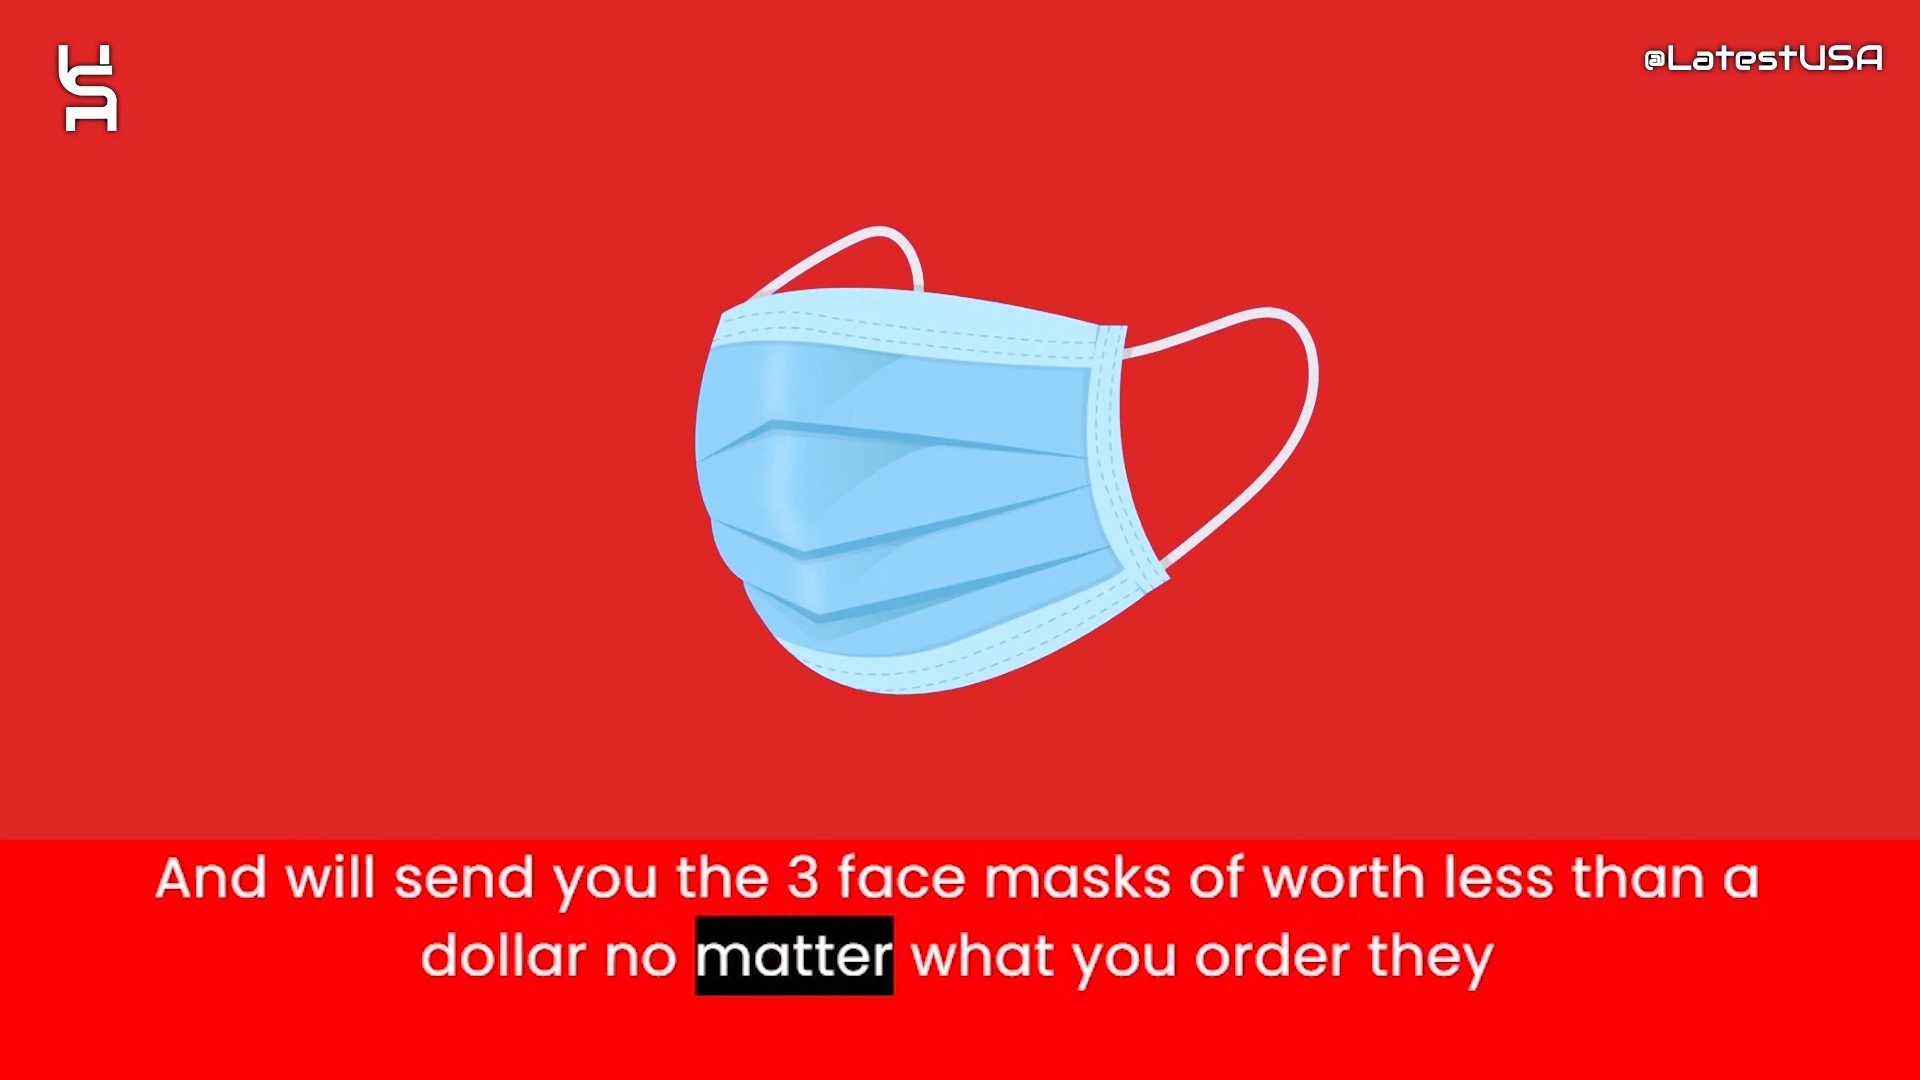 USA
@LatestUSA
And will send you the 3 face masks of worth less than a
dollar no matter what you order they